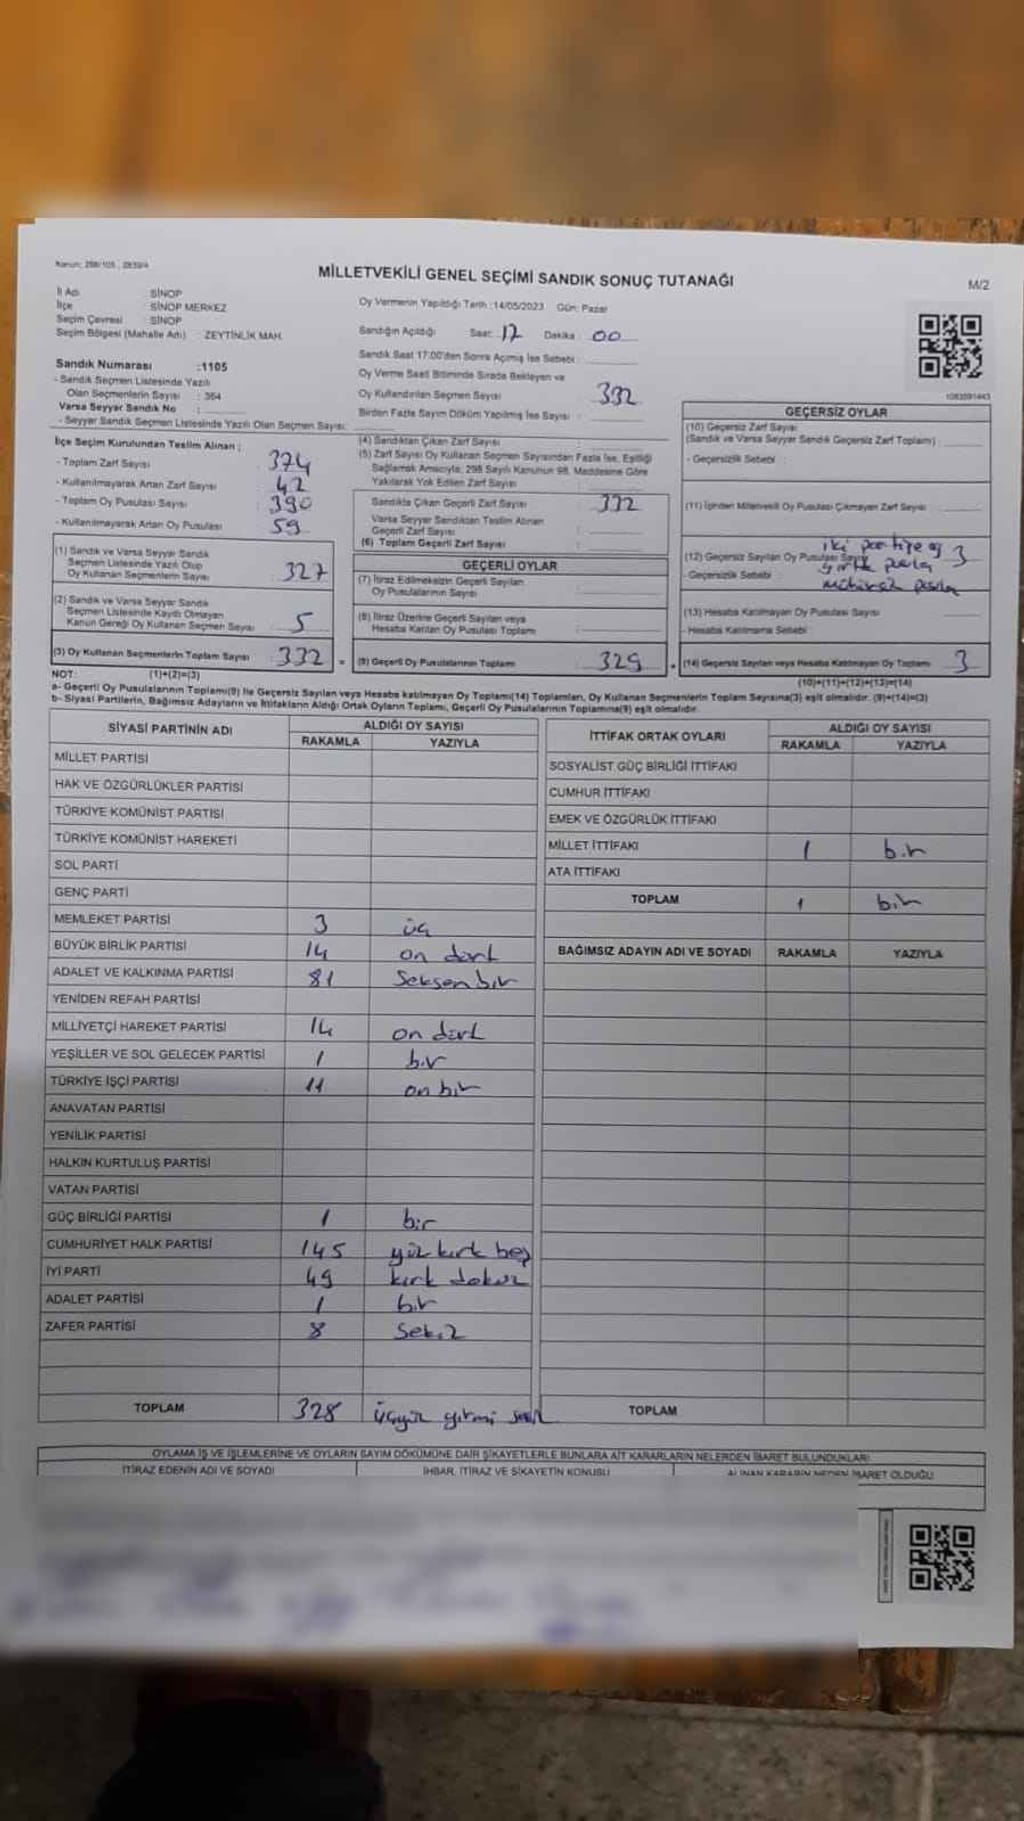 Kanun: 298/105, 2839/4
MİLLETVEKİLİ GENEL SEÇİMİ SANDIK SONUÇ TUTANAĞI
M/2
İl Adı : SİNOP
İlçe : SİNOP MERKEZ
Seçim Çevresi : SİNOP
Seçim Bölgesi (Mahalle Adı) : ZEYTİNLİK MAH.
Oy Vermenin Yapıldığı Tarih :14/05/2023 Gün: Pazar
Sandığın Açıldığı Saat: 17 Dakika : 00
Sandık Saat 17:00'den Sonra Açılmış İse Sebebi :
Oy Verme Saati Bitiminde Sırada Bekleyen ve
Oy Kullandırılan Seçmen Sayısı : 332
Birden Fazla Sayım Döküm Yapılmış İse Sayısı :
Sandık Numarası :1105
- Sandık Seçmen Listesinde Yazılı
Olan Seçmenlerin Sayısı : 364
Varsa Seyyar Sandık No :
- Seyyar Sandık Seçmen Listesinde Yazılı Olan Seçmen Sayısı:
İlçe Seçim Kurulundan Teslim Alınan ;
- Toplam Zarf Sayısı : 374
- Kullanılmayarak Artan Zarf Sayısı : 42
- Toplam Oy Pusulası Sayısı : 390
- Kullanılmayarak Artan Oy Pusulası : 59
(1) Sandık ve Varsa Seyyar Sandık
Seçmen Listesinde Yazılı Olup
Oy Kullanan Seçmenlerin Sayısı : 327
(2) Sandık ve Varsa Seyyar Sandık
Seçmen Listesinde Kayıtlı Olmayan
Kanun Gereği Oy Kullanan Seçmen Sayısı : 5
(3) Oy Kullanan Seçmenlerin Toplam Sayısı : 332 =
(4) Sandıktan Çıkan Zarf Sayısı :
(5) Zarf Sayısı Oy Kullanan Seçmen Sayısından Fazla İse, Eşitliği
Sağlamak Amacıyla, 298 Sayılı Kanunun 98. Maddesine Göre
Yakılarak Yok Edilen Zarf Sayısı :
Sandıkta Çıkan Geçerli Zarf Sayısı : 332
Varsa Seyyar Sandıktan Teslim Alınan
Geçerli Zarf Sayısı :
(6) Toplam Geçerli Zarf Sayısı :
GEÇERLİ OYLAR
(7) İtiraz Edilmeksizin Geçerli Sayılan
Oy Pusulalarının Sayısı :
(8) İtiraz Üzerine Geçerli Sayılan veya
Hesaba Katılan Oy Pusulası Toplamı :
(9) Geçerli Oy Pusulalarının Toplamı : 329 +
1083591443
GEÇERSİZ OYLAR
(10) Geçersiz Zarf Sayısı
(Sandık ve Varsa Seyyar Sandık Geçersiz Zarf Toplamı) :
- Geçersizlik Sebebi :
(11) İçinden Milletvekili Oy Pusulası Çıkmayan Zarf Sayısı :
(12) Geçersiz Sayılan Oy Pusulası Sayısı : 3
- Geçersizlik Sebebi : iki partiye oy
yırtık pusla
mühürsüz pusla
(13) Hesaba Katılmayan Oy Pusulası Sayısı :
- Hesaba Katılmama Sebebi :
(14) Geçersiz Sayılan veya Hesaba Katılmayan Oy Toplamı : 3
NOT: (1)+(2)=(3)
(10)+(11)+(12)+(13)=(14)
a- Geçerli Oy Pusulalarının Toplamı(9) ile Geçersiz Sayılan veya Hesaba katılmayan Oy Toplamı(14) Toplamları, Oy Kullanan Seçmenlerin Toplam Sayısına(3) eşit olmalıdır. (9)+(14)=(3)
b- Siyasi Partilerin, Bağımsız Adayların ve İttifakların Aldığı Ortak Oyların Toplamı, Geçerli Oy Pusulalarının Toplamına(9) eşit olmalıdır.
SİYASİ PARTİNİN ADI ALDIĞI OY SAYISI
RAKAMLA YAZIYLA
MİLLET PARTİSİ
HAK VE ÖZGÜRLÜKLER PARTİSİ
TÜRKİYE KOMÜNİST PARTİSİ
TÜRKİYE KOMÜNİST HAREKETİ
SOL PARTİ
GENÇ PARTİ
MEMLEKET PARTİSİ 3 üç
BÜYÜK BİRLİK PARTİSİ 14 on dört
ADALET VE KALKINMA PARTİSİ 81 Seksen bir
YENİDEN REFAH PARTİSİ
MİLLİYETÇİ HAREKET PARTİSİ 14 on dört
YEŞİLLER VE SOL GELECEK PARTİSİ 1 bir
TÜRKİYE İŞÇİ PARTİSİ 11 on bir
ANAVATAN PARTİSİ
YENİLİK PARTİSİ
HALKIN KURTULUŞ PARTİSİ
VATAN PARTİSİ
GÜÇ BİRLİĞİ PARTİSİ 1 bir
CUMHURİYET HALK PARTİSİ 145 yüz kırk beş
İYİ PARTİ 49 kırk dokuz
ADALET PARTİSİ 1 bir
ZAFER PARTİSİ 8 Sekiz
TOPLAM 328 üçyüz yirmi sekiz
İTTİFAK ORTAK OYLARI ALDIĞI OY SAYISI
RAKAMLA YAZIYLA
SOSYALİST GÜÇ BİRLİĞİ İTTİFAKI
CUMHUR İTTİFAKI
EMEK VE ÖZGÜRLÜK İTTİFAKI
MİLLET İTTİFAKI 1 bir
ATA İTTİFAKI
TOPLAM 1 bir
BAĞIMSIZ ADAYIN ADI VE SOYADI RAKAMLA YAZIYLA
TOPLAM
OYLAMA İŞ VE İŞLEMLERİNE VE OYLARIN SAYIM DÖKÜMÜNE DAİR ŞİKAYETLERLE BUNLARA AİT KARARLARIN NELERDEN İBARET BULUNDUKLARI
İTİRAZ EDENİN ADI VE SOYADI İHBAR, İTİRAZ VE ŞİKAYETİN KONUSU ALINAN KARARIN NEDEN İBARET OLDUĞU